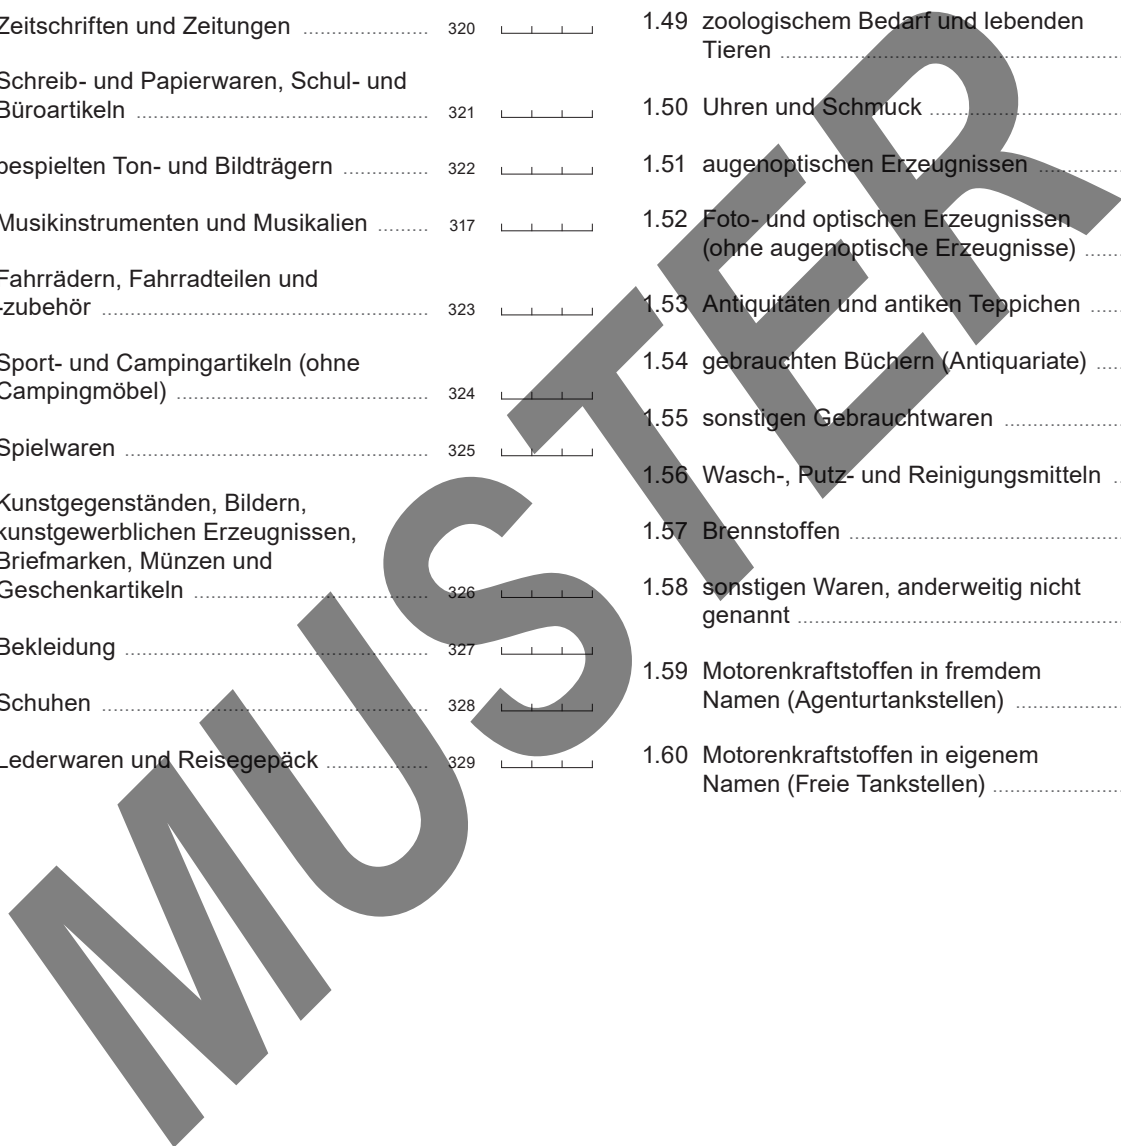 Zeitschriften und Zeitungen ...................... 320
Schreib- und Papierwaren, Schul- und
Büroartikeln ................................................... 321
bespielten Ton- und Bildträgern ............... 322
Musikinstrumenten und Musikalien ......... 317
Fahrrädern, Fahrradteilen und
-zubehör ......................................................... 323
Sport- und Campingartikeln (ohne
Campingmöbel) ............................................ 324
Spielwaren ..................................................... 325
Kunstgegenständen, Bildern,
kunstgewerblichen Erzeugnissen,
Briefmarken, Münzen und
Geschenkartikeln ......................................... 326
Bekleidung ..................................................... 327
Schuhen ......................................................... 328
Lederwaren und Reisegepäck .................. 329
1.49 zoologischem Bedarf und lebenden
Tieren ............................................................
1.50 Uhren und Schmuck ..................................
1.51 augenoptischen Erzeugnissen ...............
1.52 Foto- und optischen Erzeugnissen
(ohne augenoptische Erzeugnisse) .......
1.53 Antiquitäten und antiken Teppichen ......
1.54 gebrauchten Büchern (Antiquariate) .....
1.55 sonstigen Gebrauchtwaren .....................
1.56 Wasch-, Putz- und Reinigungsmitteln ..
1.57 Brennstoffen ................................................
1.58 sonstigen Waren, anderweitig nicht
genannt .........................................................
1.59 Motorenkraftstoffen in fremdem
Namen (Agenturtankstellen) ...................
1.60 Motorenkraftstoffen in eigenem
Namen (Freie Tankstellen) .......................
MUSTER